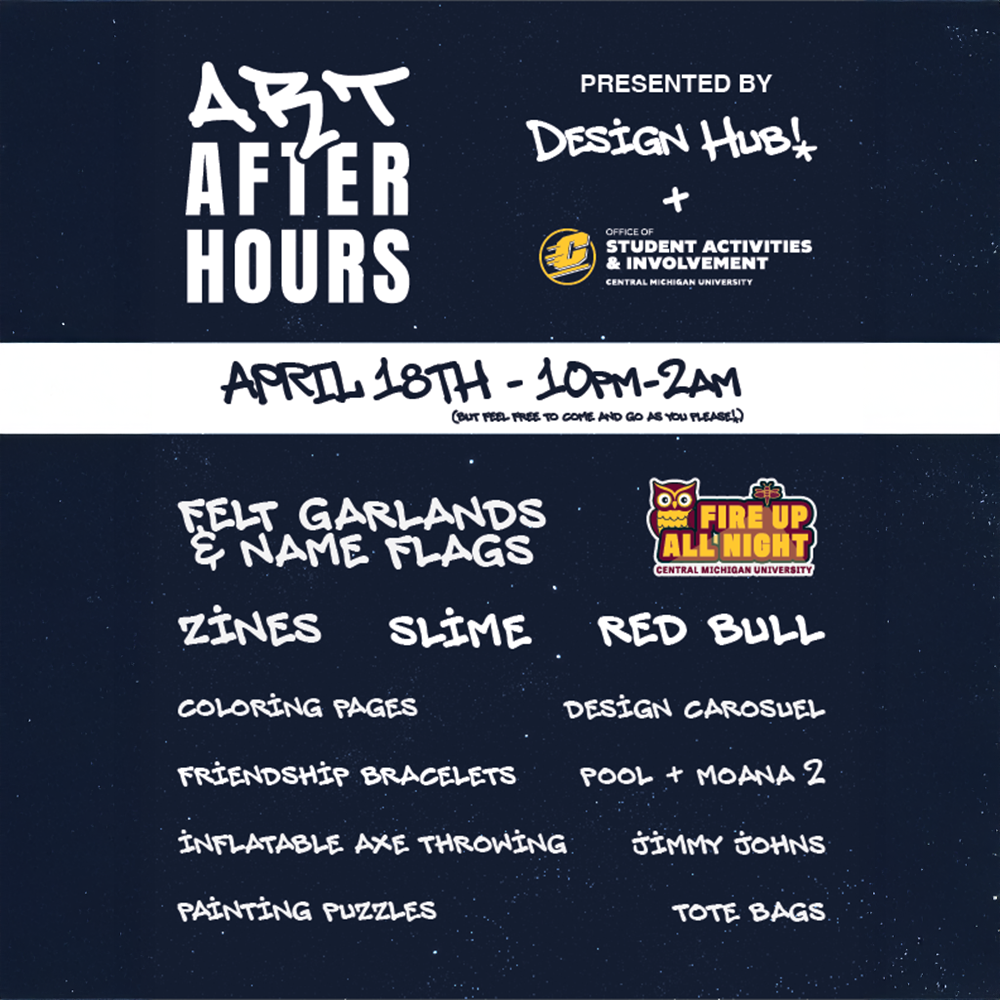 ART
AFTER
HOURS
PRESENTED BY
DESIGN HUB!
+
OFFICE OF
STUDENT ACTIVITIES
& INVOLVEMENT
CENTRAL MICHIGAN UNIVERSITY
APRIL 18TH - 10PM-2AM
(BUT FEEL FREE TO COME AND GO AS YOU PLEASE!)
FELT GARLANDS
& NAME FLAGS
FIRE UP
ALL NIGHT
CENTRAL MICHIGAN UNIVERSITY
ZINES SLIME RED BULL
COLORING PAGES DESIGN CAROSUEL
FRIENDSHIP BRACELETS POOL + MOANA 2
INFLATABLE AXE THROWING JIMMY JOHNS
PAINTING PUZZLES TOTE BAGS